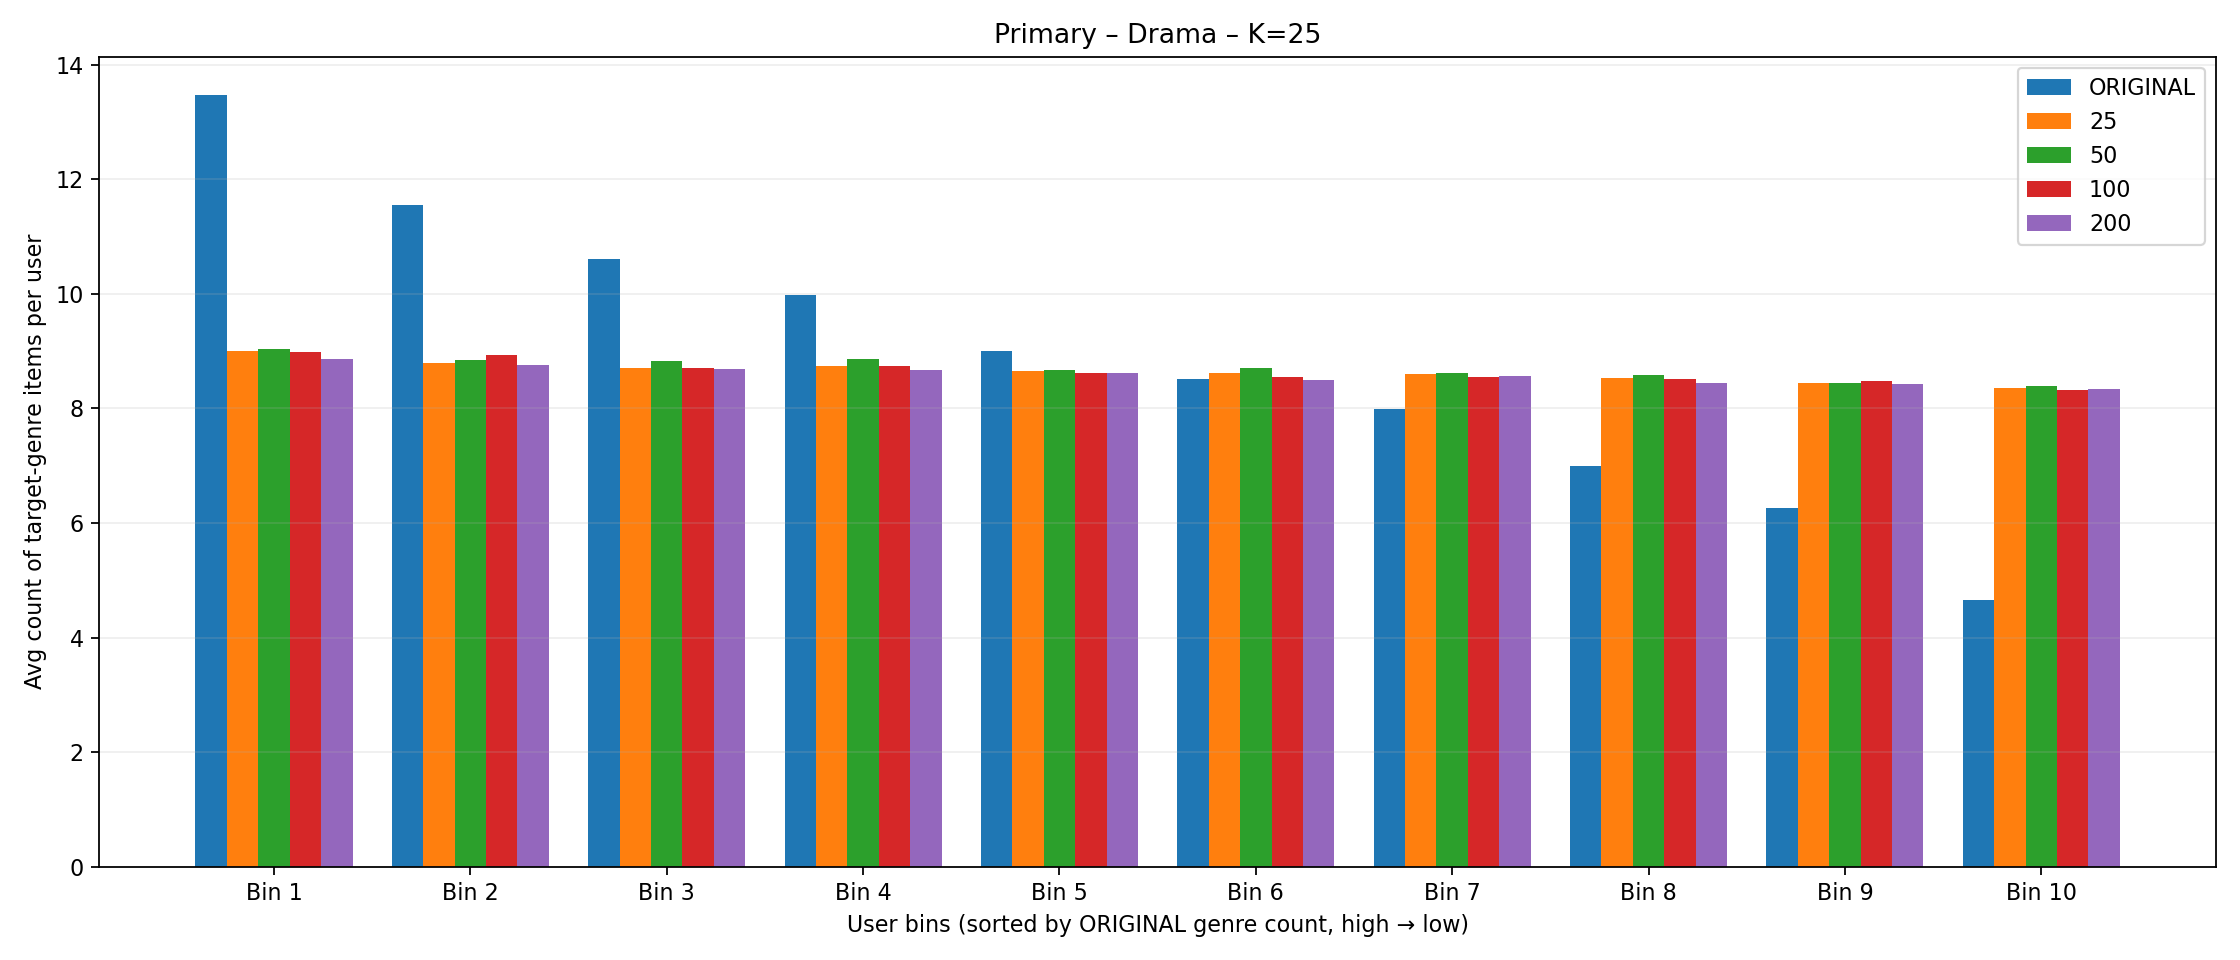 Primary – Drama – K=25
Avg count of target-genre items per user
14
12
10
8
6
4
2
0
ORIGINAL
25
50
100
200
Bin 1
Bin 2
Bin 3
Bin 4
Bin 5
Bin 6
Bin 7
Bin 8
Bin 9
Bin 10
User bins (sorted by ORIGINAL genre count, high → low)